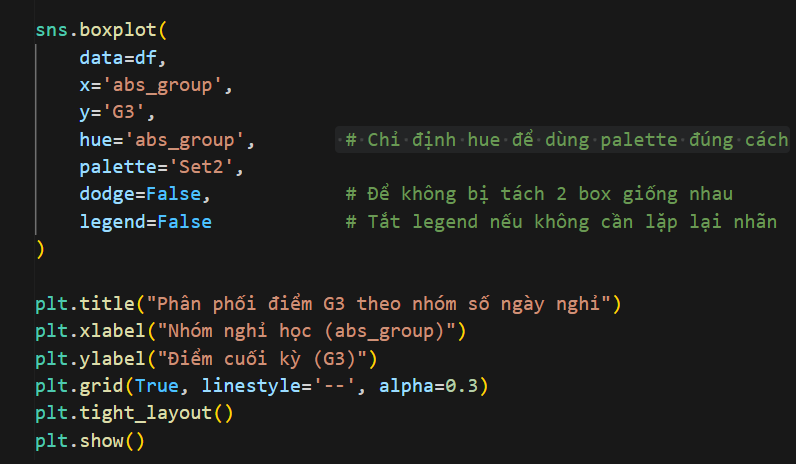 sns.boxplot(
    data=df,
    x='abs_group',
    y='G3',
    hue='abs_group',        # Chỉ định hue để dùng palette đúng cách
    palette='Set2',
    dodge=False,            # Để không bị tách 2 box giống nhau
    legend=False            # Tắt legend nếu không cần lặp lại nhãn
)
plt.title("Phân phối điểm G3 theo nhóm số ngày nghỉ")
plt.xlabel("Nhóm nghỉ học (abs_group)")
plt.ylabel("Điểm cuối kỳ (G3)")
plt.grid(True, linestyle='--', alpha=0.3)
plt.tight_layout()
plt.show()